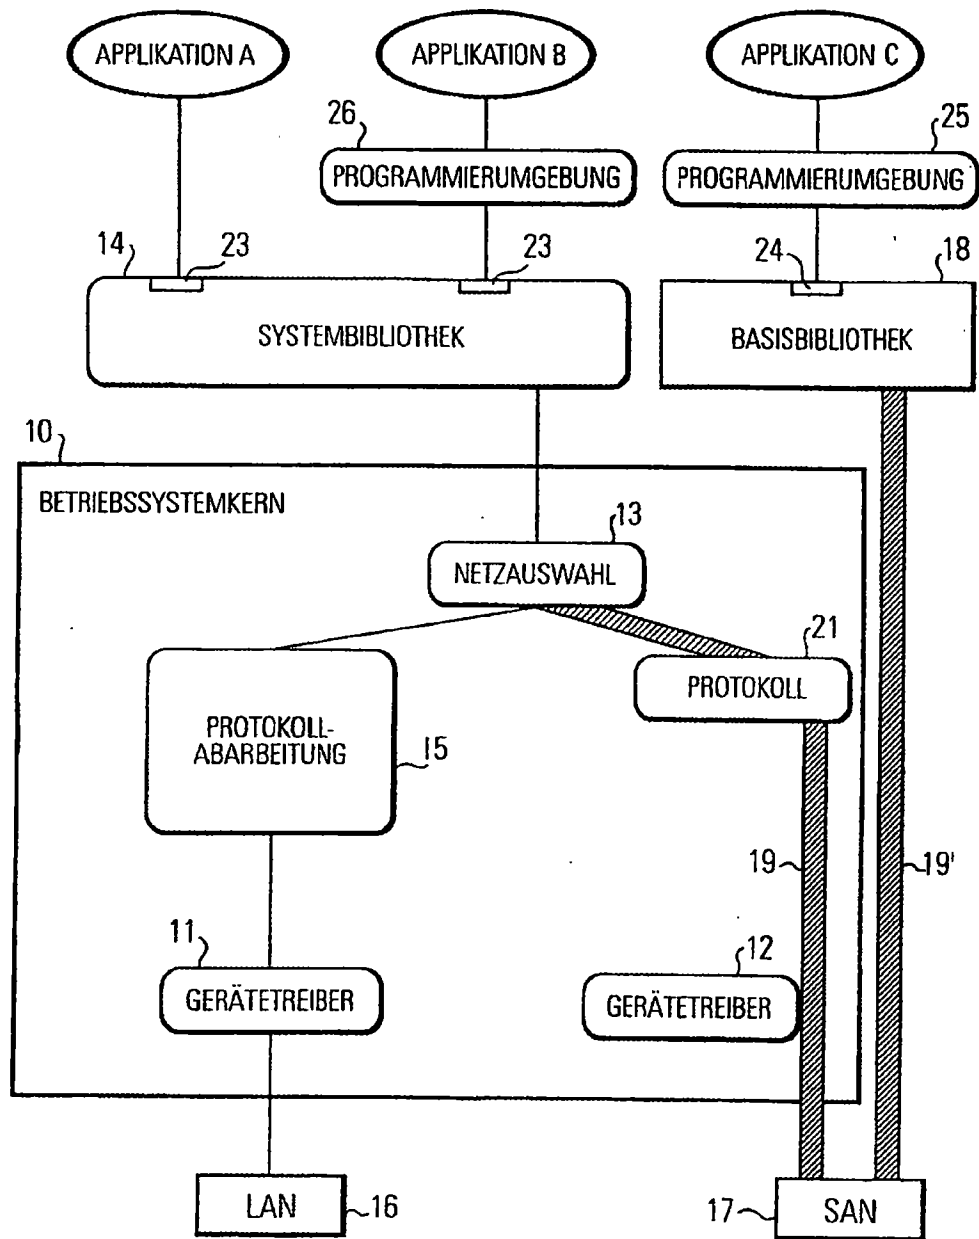 APPLIKATION A
APPLIKATION B
APPLIKATION C
26
25
PROGRAMMIERUMGEBUNG
PROGRAMMIERUMGEBUNG
14
23
23
24
18
SYSTEMBIBLIOTHEK
BASISBIBLIOTHEK
10
BETRIEBSSYSTEMKERN
13
NETZAUSWAHL
21
PROTOKOLL
PROTOKOLL-
ABARBEITUNG
15
19
19'
11
12
GERÄTETREIBER
GERÄTETREIBER
LAN
16
17
SAN